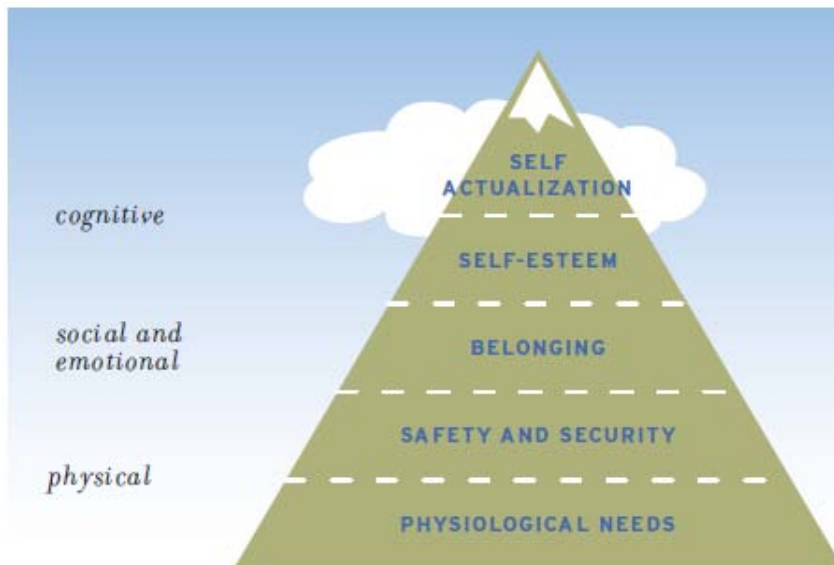 SELF
ACTUALIZATION
cognitive
SELF-ESTEEM
social and
emotional
BELONGING
SAFETY AND SECURITY
physical
PHYSIOLOGICAL NEEDS